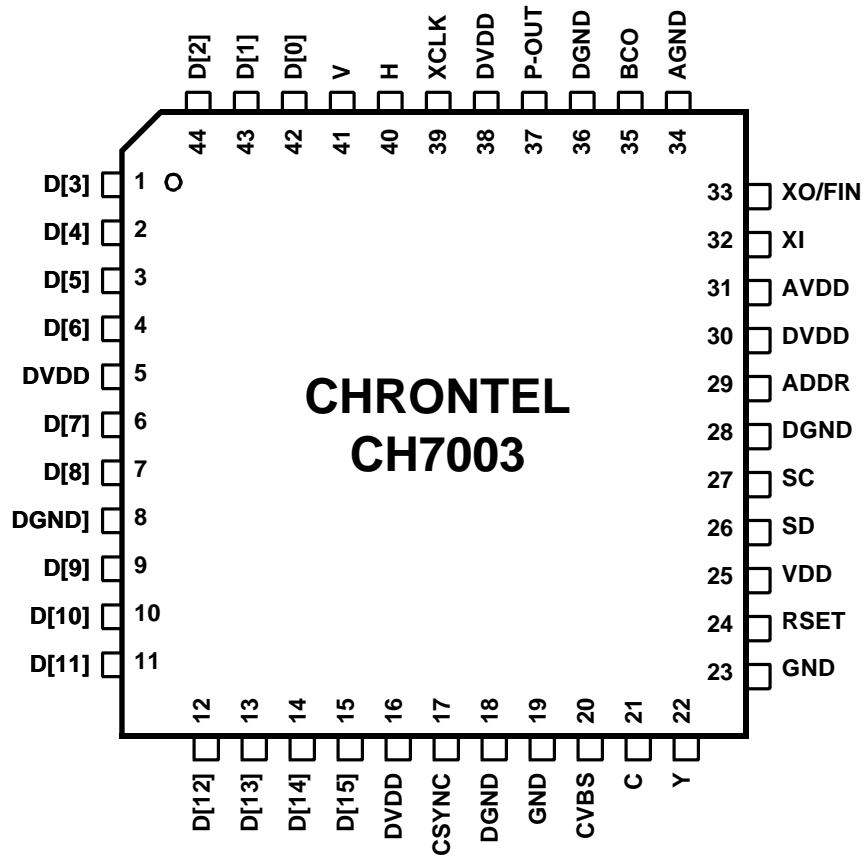 D[2] D[1] D[0] V H XCLK DVDD P-OUT DGND BCO AGND
44 43 42 41 40 39 38 37 36 35 34
D[3] 1
D[4] 2
D[5] 3
D[6] 4
DVDD 5
D[7] 6
D[8] 7
DGND] 8
D[9] 9
D[10] 10
D[11] 11
CHRONTEL
CH7003
33 XO/FIN
32 XI
31 AVDD
30 DVDD
29 ADDR
28 DGND
27 SC
26 SD
25 VDD
24 RSET
23 GND
12 13 14 15 16 17 18 19 20 21 22
D[12] D[13] D[14] D[15] DVDD CSYNC DGND GND CVBS C Y